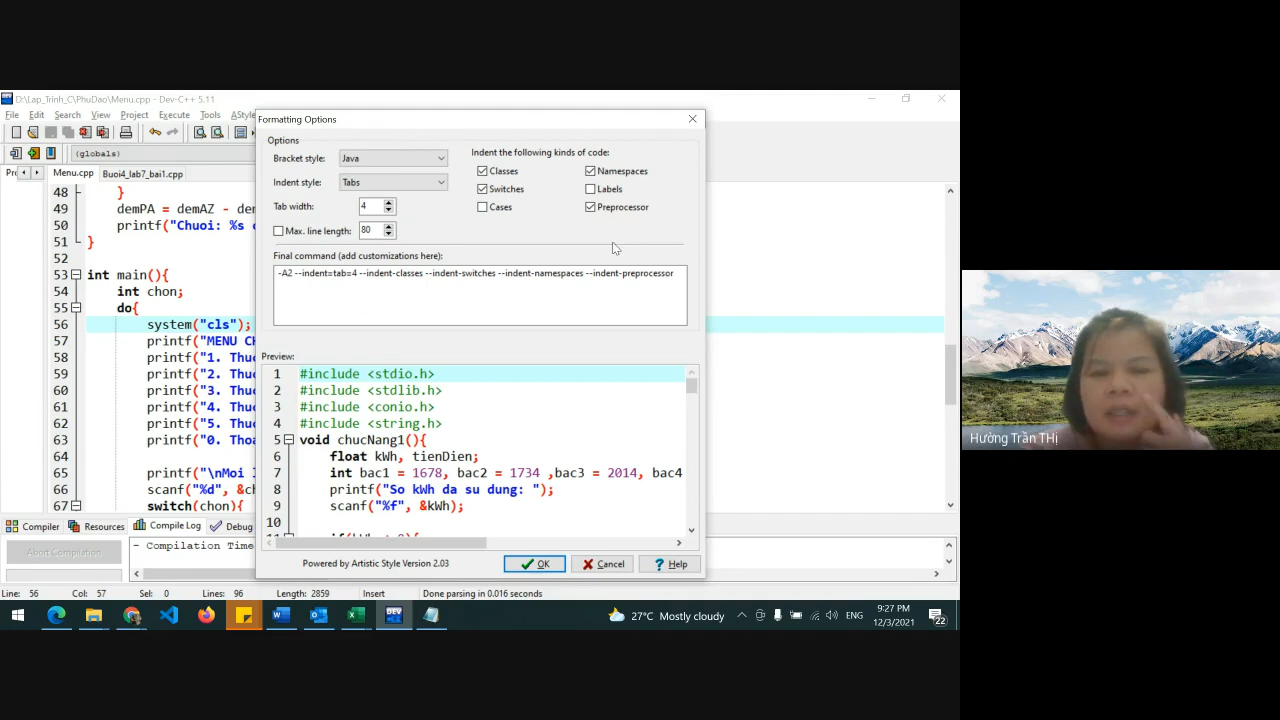 D:\Lap_Trinh_C\PhuDao\Menu.cpp - Dev-C++ 5.11
File Edit Search View Project Execute Tools AStyle
(globals)
Menu.cpp Buoi4_lab7_bai1.cpp
48 }
49 demPA = demAZ - de
50 printf("Chuoi: %s
51 }
52
53 int main(){
54 int chon;
55 do{
56 system("cls");
57 printf("MENU
58 printf("1. Thu
59 printf("2. Thu
60 printf("3. Thu
61 printf("4. Thu
62 printf("5. Thu
63 printf("0. Tho
64
65 printf("\nMoi
66 scanf("%d", &c
67 switch(chon){
Formatting Options
Options
Bracket style: Java
Indent style: Tabs
Tab width: 4
Max. line length: 80
Indent the following kinds of code:
Classes Namespaces
Switches Labels
Cases Preprocessor
Final command (add customizations here):
-A2 --indent=tab=4 --indent-classes --indent-switches --indent-namespaces --indent-preprocessor
Preview:
1 #include <stdio.h>
2 #include <stdlib.h>
3 #include <conio.h>
4 #include <string.h>
5 void chucNang1(){
6 float kWh, tienDien;
7 int bac1 = 1678, bac2 = 1734 ,bac3 = 2014, bac4
8 printf("So kWh da su dung: ");
9 scanf("%f", &kWh);
10
Powered by Artistic Style Version 2.03
OK Cancel Help
Compiler Resources Compile Log Debug
Abort Compilation
- Compilation Time
Line: 56 Col: 57 Sel: 0 Lines: 96 Length: 2859 Insert Done parsing in 0.016 seconds
27°C Mostly cloudy ENG
9:27 PM
12/3/2021
22
Hường Trần THị